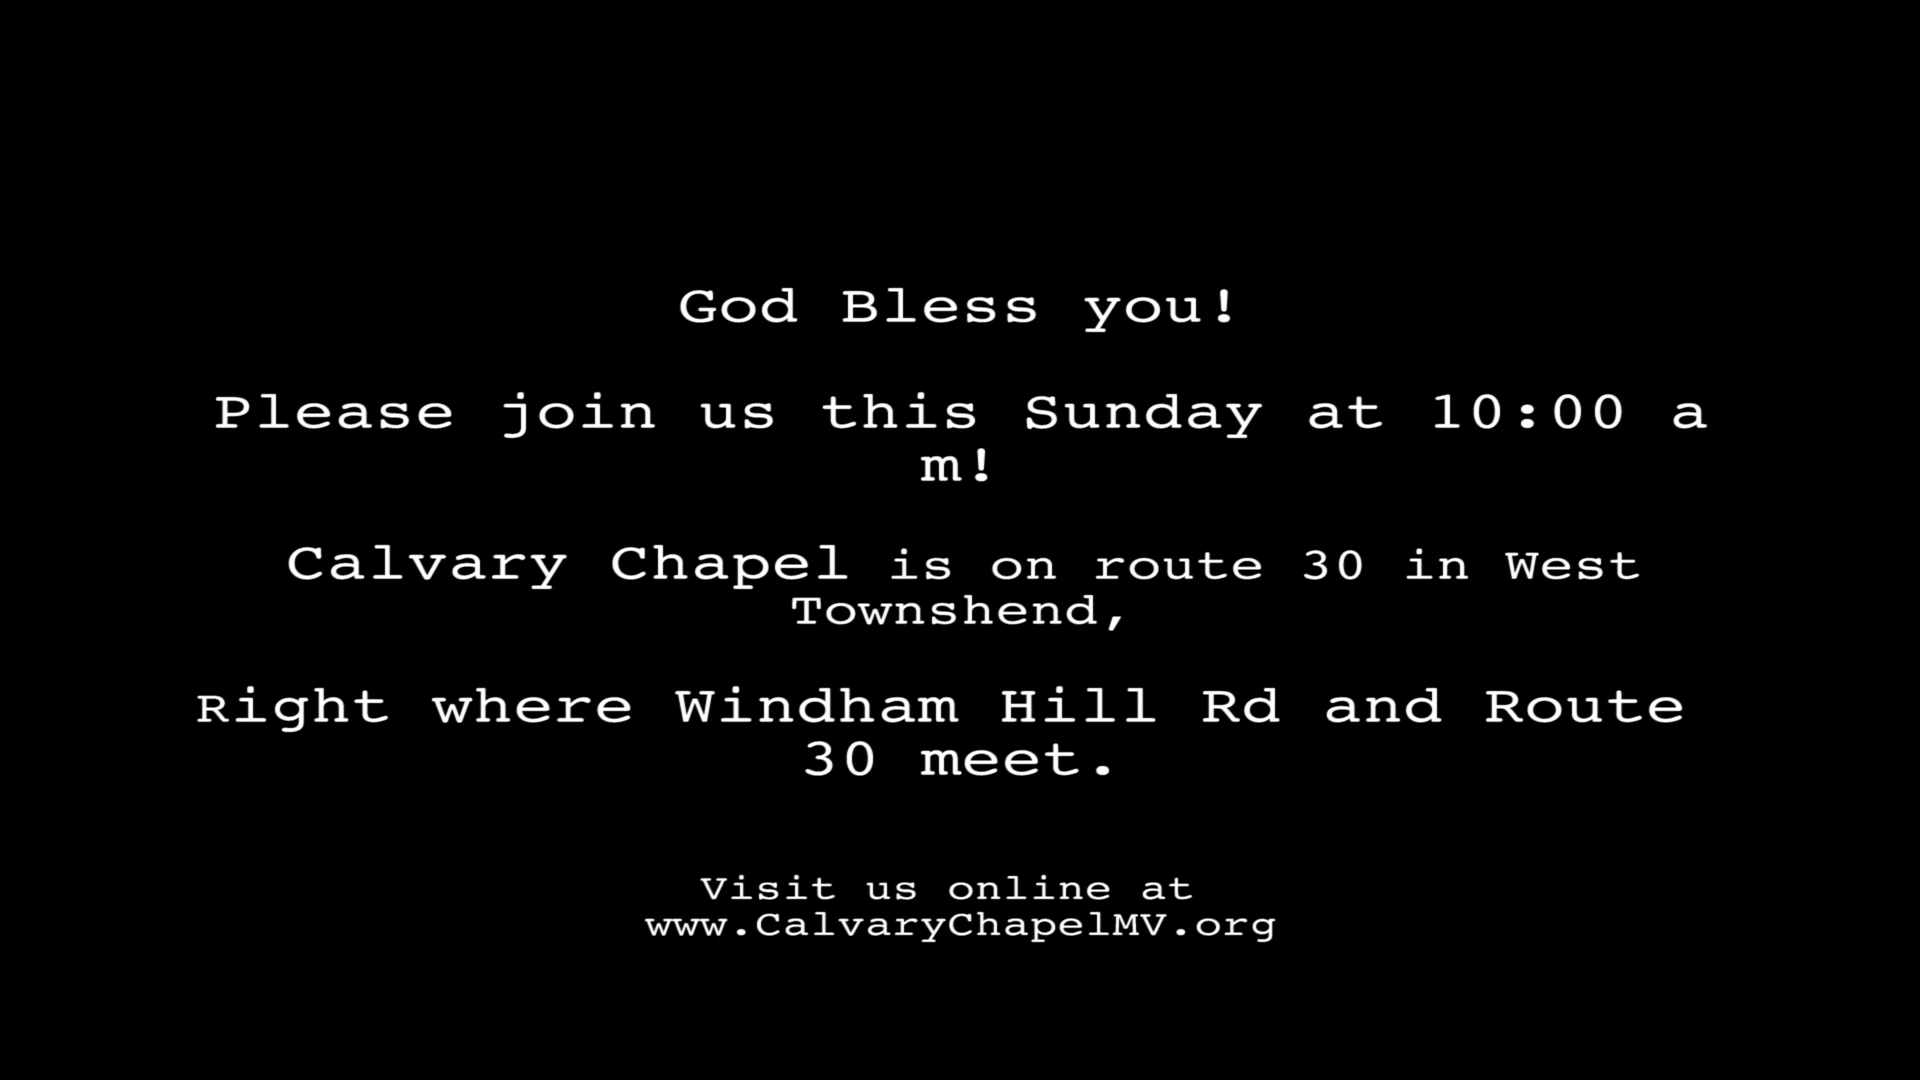 God Bless you!
Please join us this Sunday at 10:00 a
m!
Calvary Chapel is on route 30 in West
Townshend,
Right where Windham Hill Rd and Route
30 meet.
Visit us online at
www.CalvaryChapelMV.org